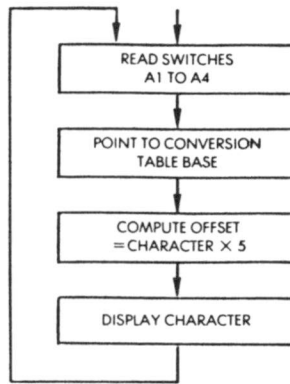 READ SWITCHES
A1 TO A4
POINT TO CONVERSION
TABLE BASE
COMPUTE OFFSET
= CHARACTER × 5
DISPLAY CHARACTER